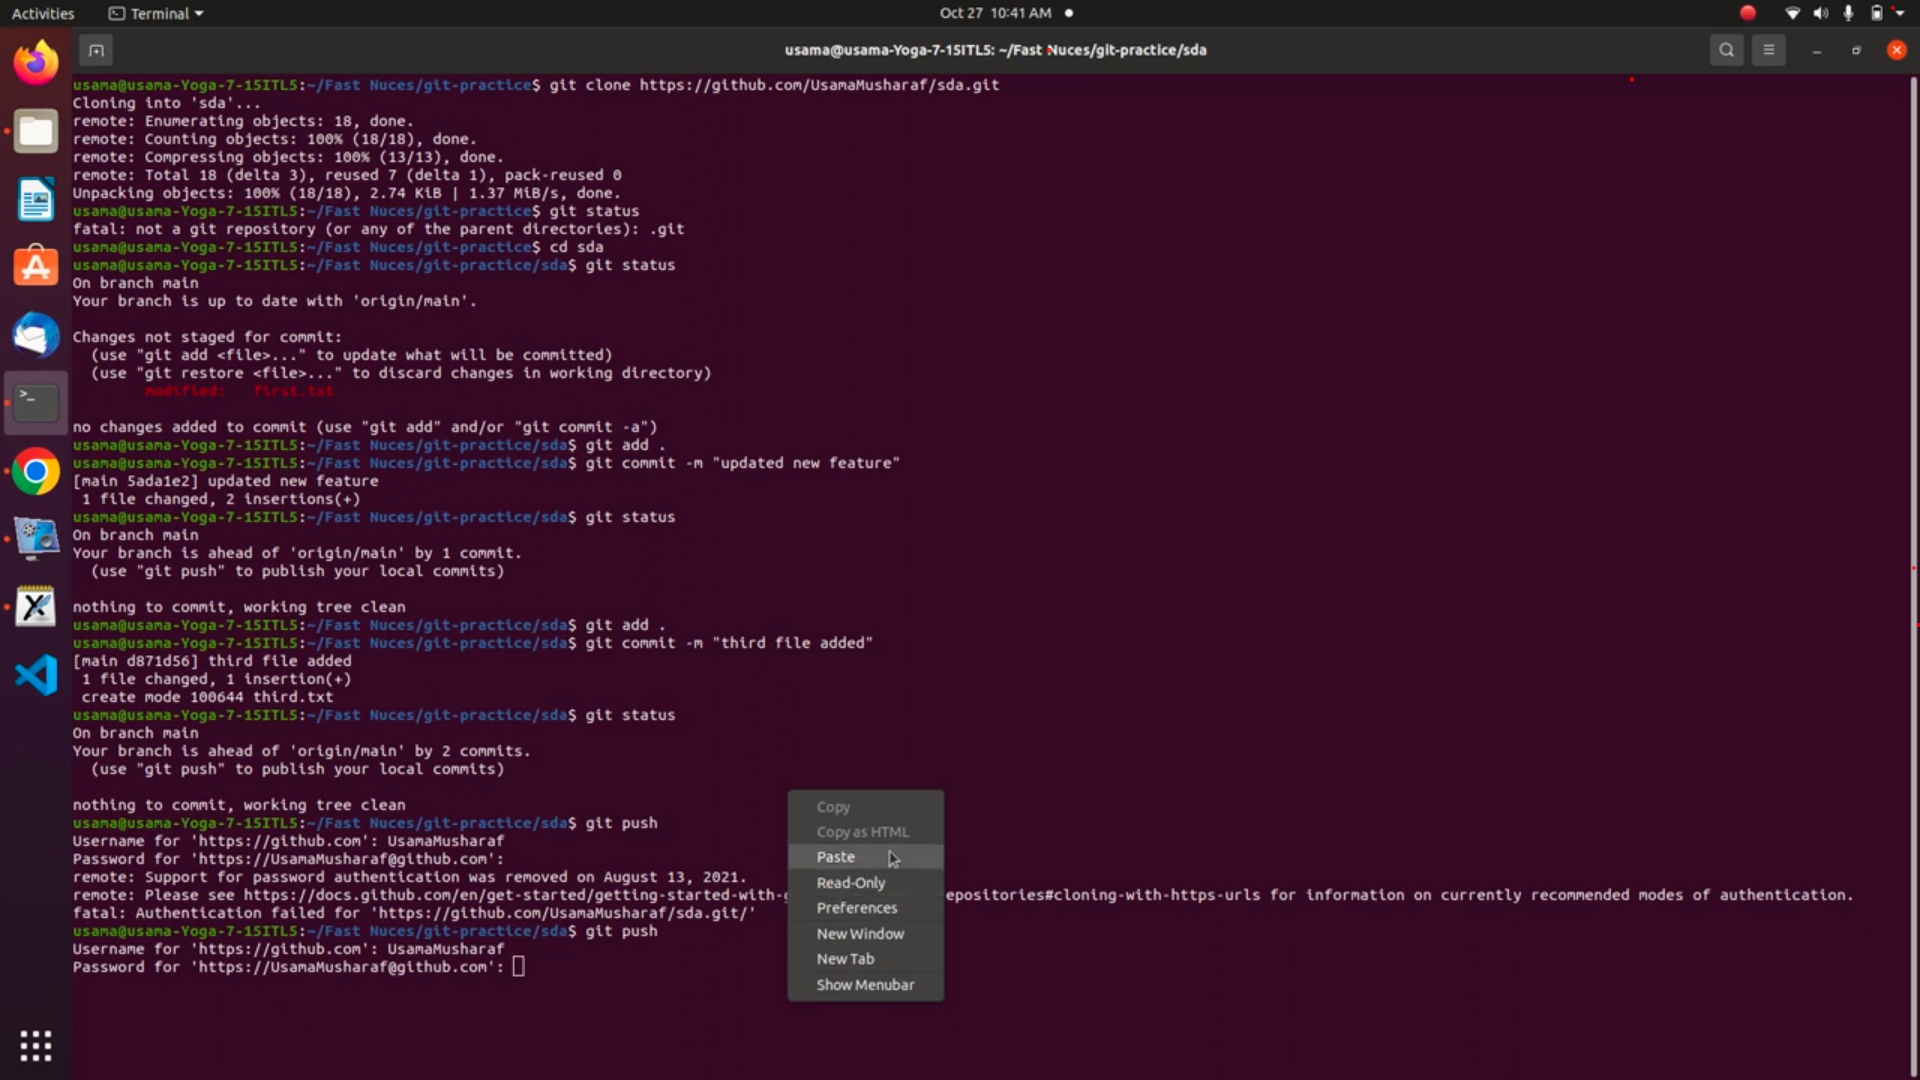 Activities
Terminal
Oct 27 10:41 AM
usama@usama-Yoga-7-15ITL5: ~/Fast Nuces/git-practice/sda
usama@usama-Yoga-7-15ITL5:~/Fast Nuces/git-practice$ git clone https://github.com/UsamaMusharaf/sda.git
Cloning into 'sda'...
remote: Enumerating objects: 18, done.
remote: Counting objects: 100% (18/18), done.
remote: Compressing objects: 100% (13/13), done.
remote: Total 18 (delta 3), reused 7 (delta 1), pack-reused 0
Unpacking objects: 100% (18/18), 2.74 KiB | 1.37 MiB/s, done.
usama@usama-Yoga-7-15ITL5:~/Fast Nuces/git-practice$ git status
fatal: not a git repository (or any of the parent directories): .git
usama@usama-Yoga-7-15ITL5:~/Fast Nuces/git-practice$ cd sda
usama@usama-Yoga-7-15ITL5:~/Fast Nuces/git-practice/sda$ git status
On branch main
Your branch is up to date with 'origin/main'.
Changes not staged for commit:
(use "git add <file>..." to update what will be committed)
(use "git restore <file>..." to discard changes in working directory)
modified: first.txt
no changes added to commit (use "git add" and/or "git commit -a")
usama@usama-Yoga-7-15ITL5:~/Fast Nuces/git-practice/sda$ git add .
usama@usama-Yoga-7-15ITL5:~/Fast Nuces/git-practice/sda$ git commit -m "updated new feature"
[main 5ada1e2] updated new feature
1 file changed, 2 insertions(+)
usama@usama-Yoga-7-15ITL5:~/Fast Nuces/git-practice/sda$ git status
On branch main
Your branch is ahead of 'origin/main' by 1 commit.
(use "git push" to publish your local commits)
nothing to commit, working tree clean
usama@usama-Yoga-7-15ITL5:~/Fast Nuces/git-practice/sda$ git add .
usama@usama-Yoga-7-15ITL5:~/Fast Nuces/git-practice/sda$ git commit -m "third file added"
[main d871d56] third file added
1 file changed, 1 insertion(+)
create mode 100644 third.txt
usama@usama-Yoga-7-15ITL5:~/Fast Nuces/git-practice/sda$ git status
On branch main
Your branch is ahead of 'origin/main' by 2 commits.
(use "git push" to publish your local commits)
nothing to commit, working tree clean
usama@usama-Yoga-7-15ITL5:~/Fast Nuces/git-practice/sda$ git push
Username for 'https://github.com': UsamaMusharaf
Password for 'https://UsamaMusharaf@github.com':
remote: Support for password authentication was removed on August 13, 2021.
remote: Please see https://docs.github.com/en/get-started/getting-started-with-g epositories#cloning-with-https-urls for information on currently recommended modes of authentication.
fatal: Authentication failed for 'https://github.com/UsamaMusharaf/sda.git/'
usama@usama-Yoga-7-15ITL5:~/Fast Nuces/git-practice/sda$ git push
Username for 'https://github.com': UsamaMusharaf
Password for 'https://UsamaMusharaf@github.com':
Copy
Copy as HTML
Paste
Read-Only
Preferences
New Window
New Tab
Show Menubar